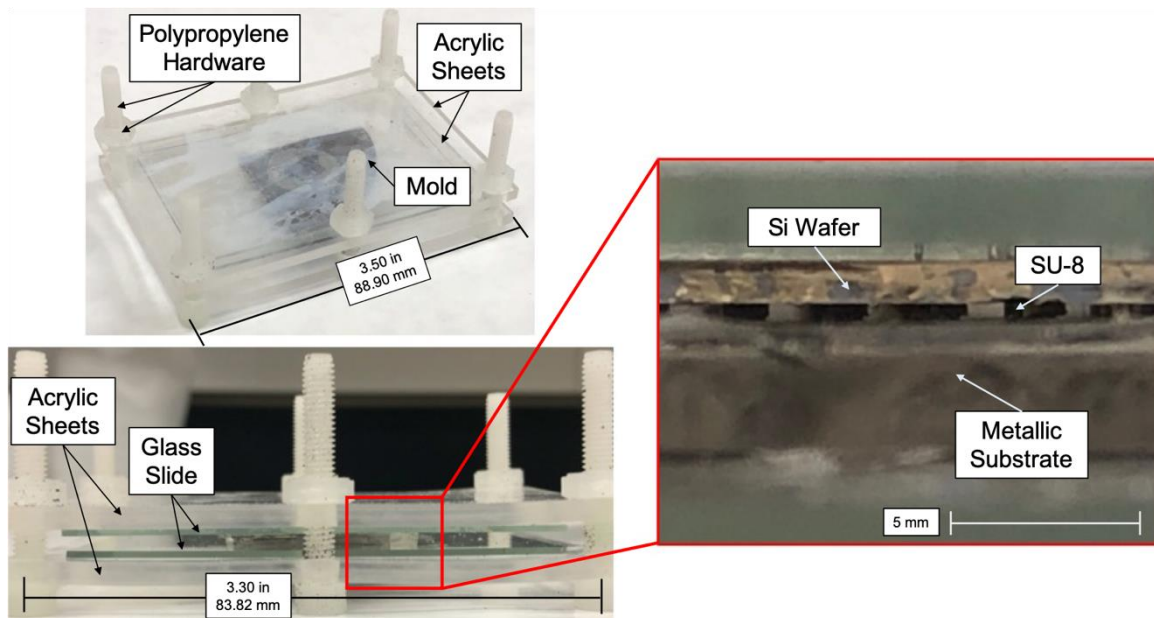 Polypropylene
Hardware
Acrylic
Sheets
Mold
3.50 in
88.90 mm
Acrylic
Sheets
Glass
Slide
3.30 in
83.82 mm
Si Wafer
SU-8
Metallic
Substrate
5 mm